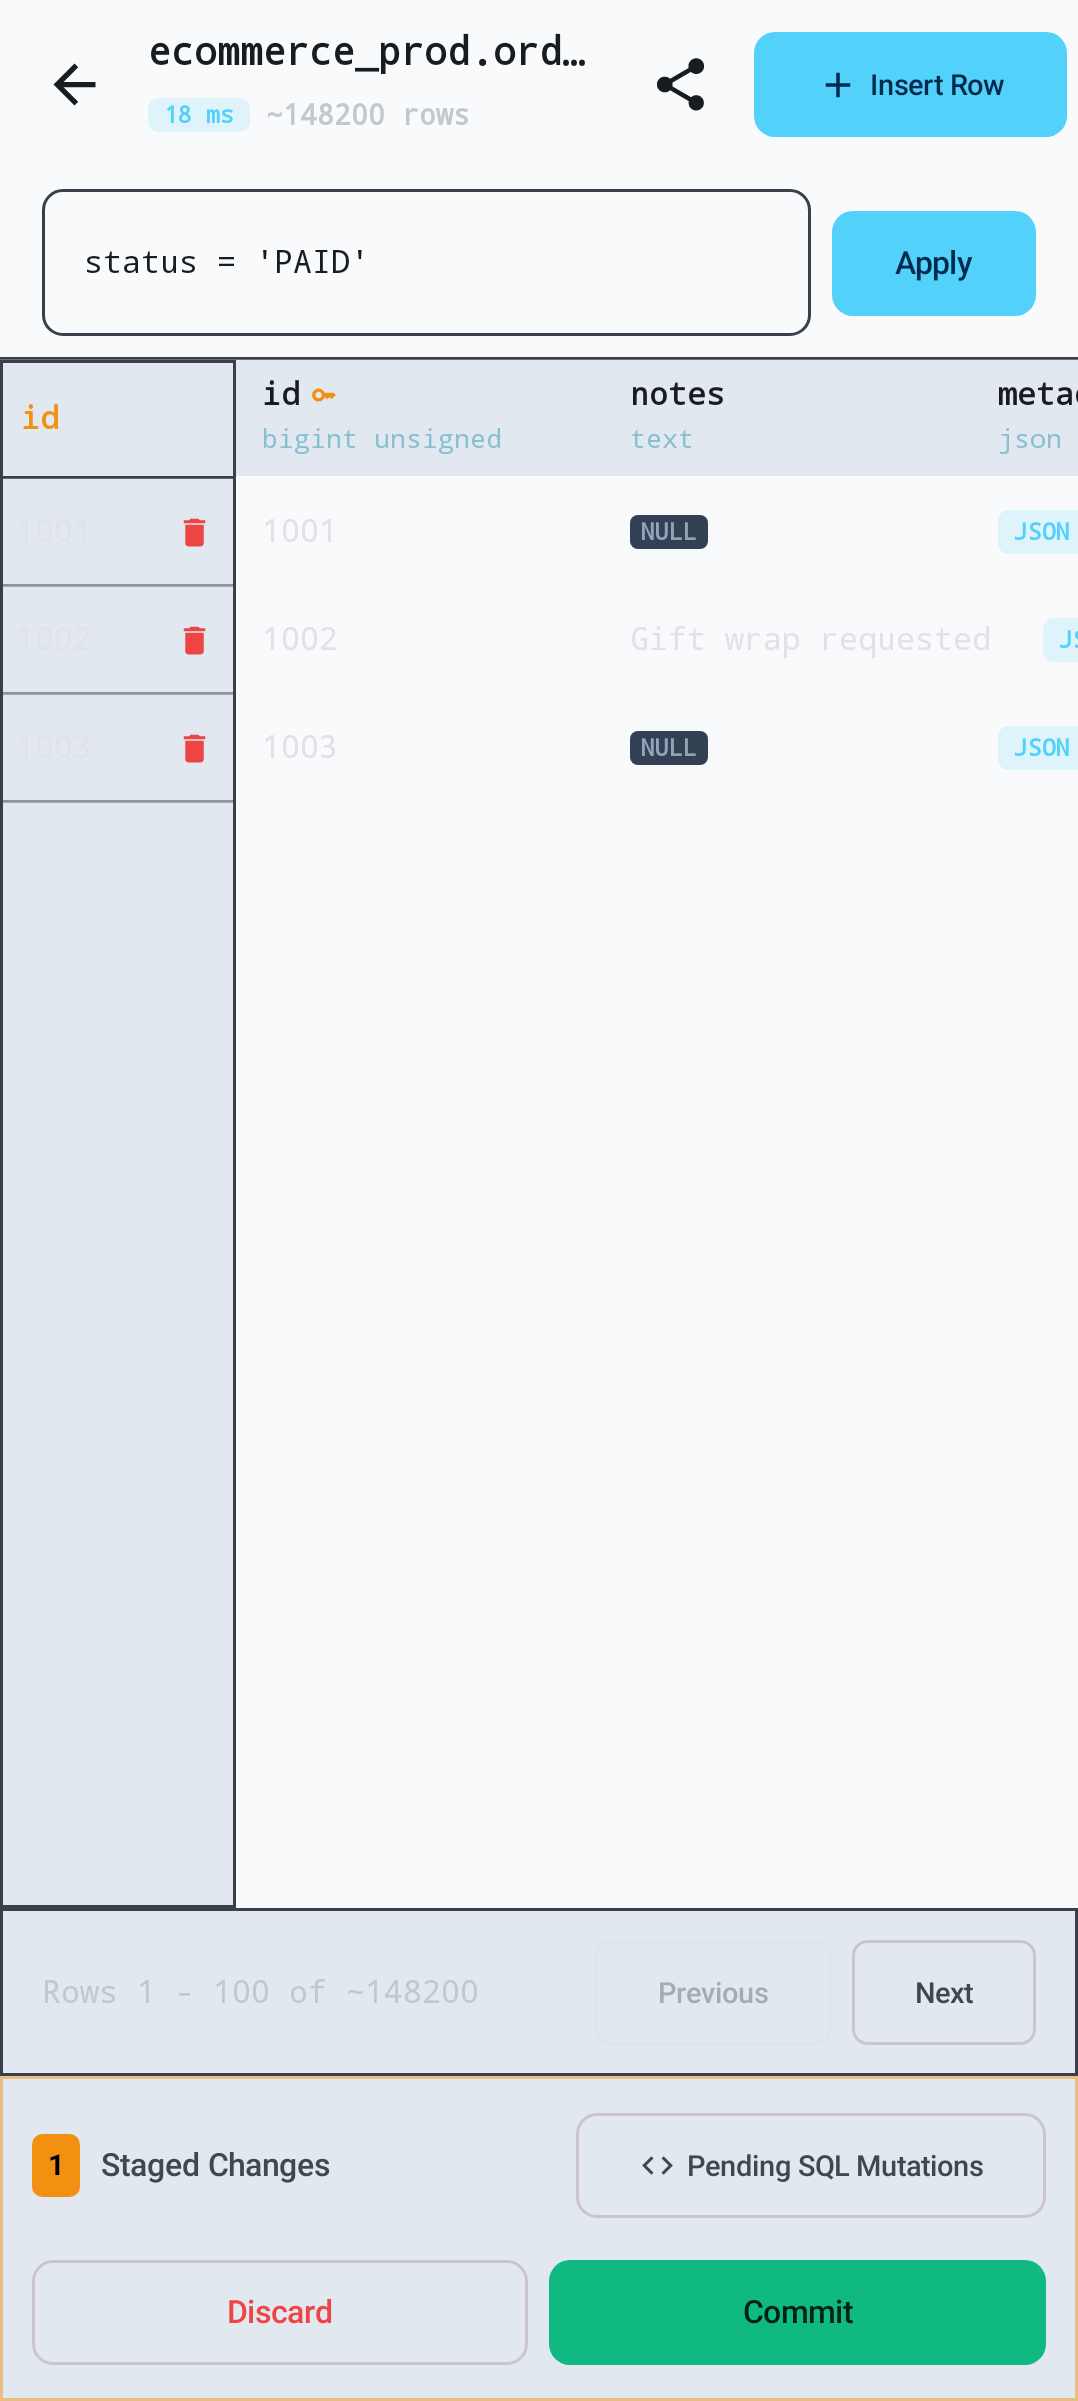 ecommerce_prod.ord…
18 ms ~148200 rows
Insert Row
status = 'PAID'
Apply
id
id notes meta
bigint unsigned text json
1001 1001 NULL JSON
1002 1002 Gift wrap requested JS
1003 1003 NULL JSON
Rows 1 - 100 of ~148200 Previous Next
1 Staged Changes <> Pending SQL Mutations
Discard Commit